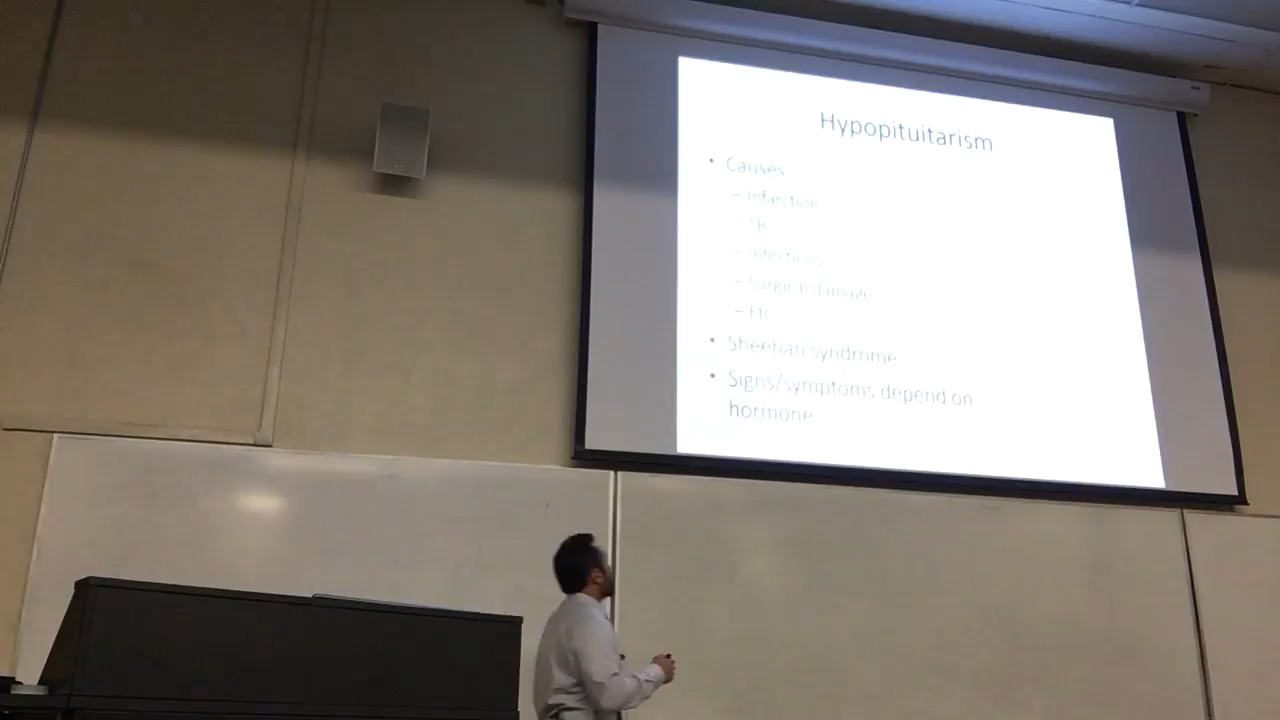 Hypopituitarism
• Causes
– Infarction
– Infections
– Surgical damage
– Etc
• Sheehan syndrome
• Signs/symptoms depend on
hormone